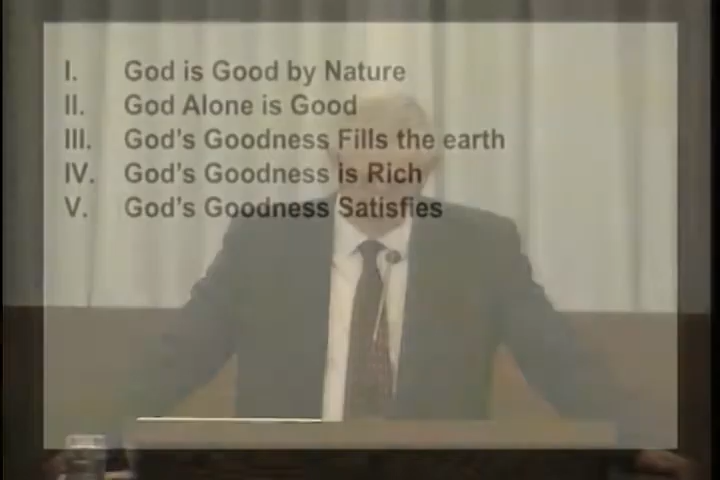 I. God is Good by Nature
II. God Alone is Good
III. God's Goodness Fills the earth
IV. God's Goodness is Rich
V. God's Goodness Satisfies